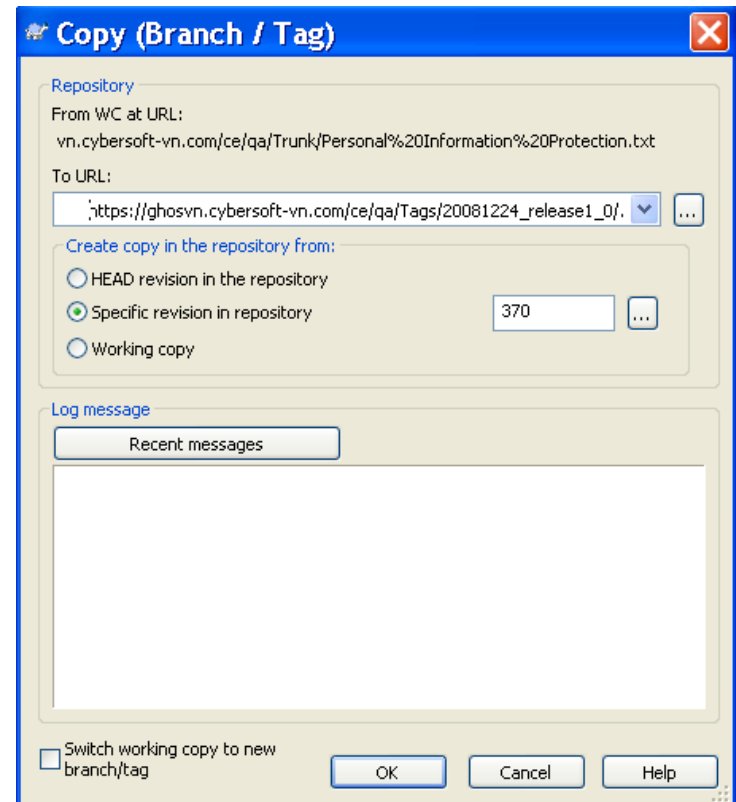 Copy (Branch / Tag)
Repository
From WC at URL:
vn.cybersoft-vn.com/ce/qa/Trunk/Personal%20Information%20Protection.txt
To URL:
https://ghosvn.cybersoft-vn.com/ce/qa/Tags/20081224_release1_0/.
...
Create copy in the repository from:
HEAD revision in the repository
Specific revision in repository
370
...
Working copy
Log message
Recent messages
Switch working copy to new
branch/tag
OK
Cancel
Help